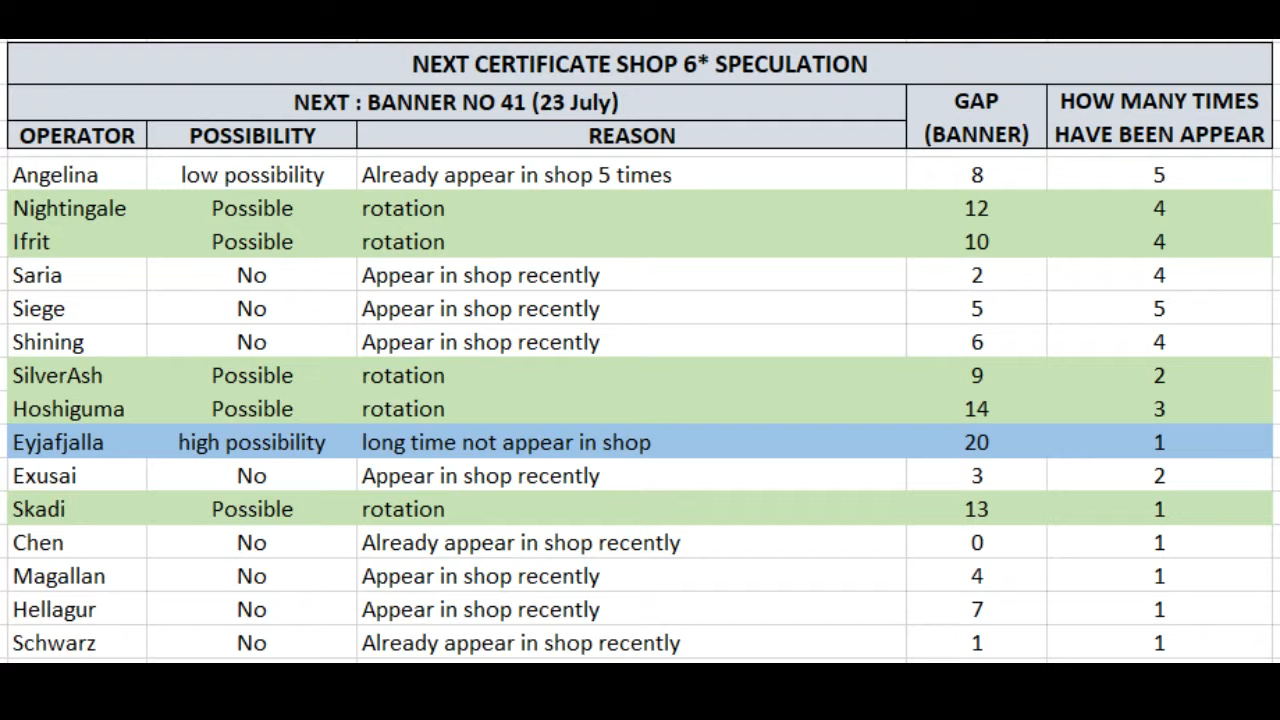 NEXT CERTIFICATE SHOP 6* SPECULATION
NEXT : BANNER NO 41 (23 July) GAP HOW MANY TIMES
OPERATOR POSSIBILITY REASON (BANNER) HAVE BEEN APPEAR
Angelina low possibility Already appear in shop 5 times 8 5
Nightingale Possible rotation 12 4
Ifrit Possible rotation 10 4
Saria No Appear in shop recently 2 4
Siege No Appear in shop recently 5 5
Shining No Appear in shop recently 6 4
SilverAsh Possible rotation 9 2
Hoshiguma Possible rotation 14 3
Eyjafjalla high possibility long time not appear in shop 20 1
Exusai No Appear in shop recently 3 2
Skadi Possible rotation 13 1
Chen No Already appear in shop recently 0 1
Magallan No Appear in shop recently 4 1
Hellagur No Appear in shop recently 7 1
Schwarz No Already appear in shop recently 1 1